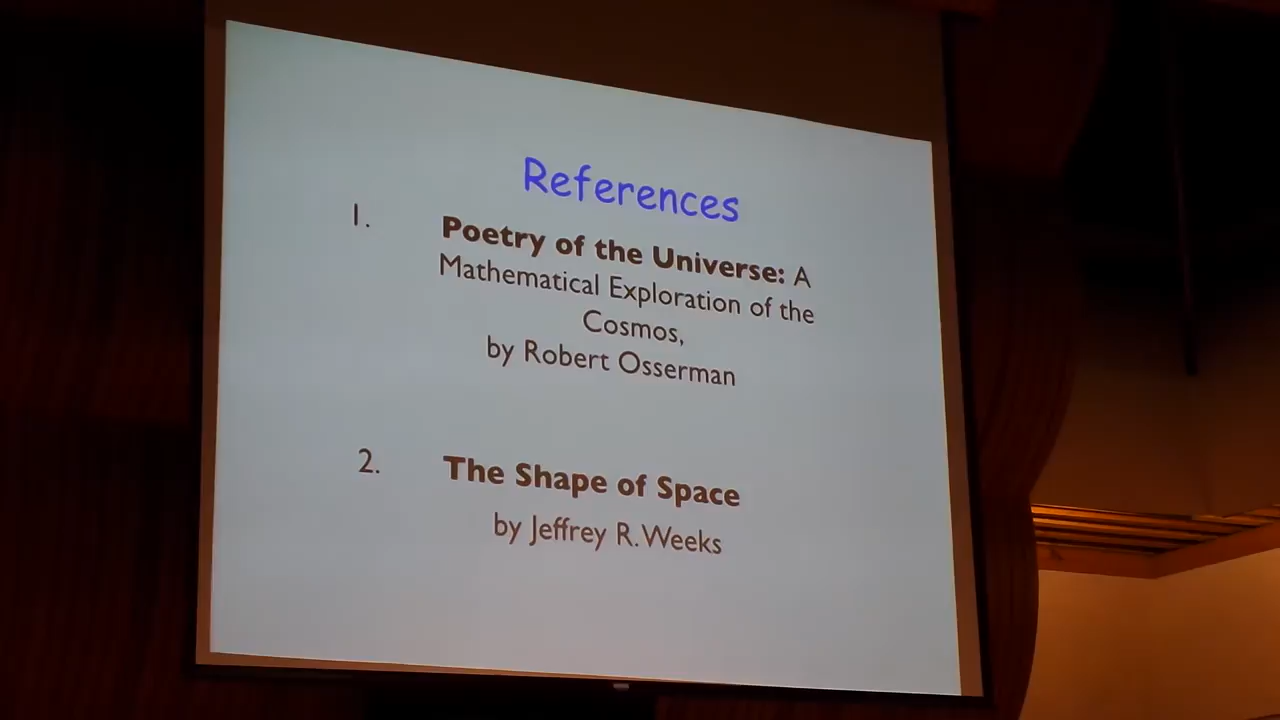 References
1. Poetry of the Universe: A
Mathematical Exploration of the
Cosmos,
by Robert Osserman
2. The Shape of Space
by Jeffrey R. Weeks